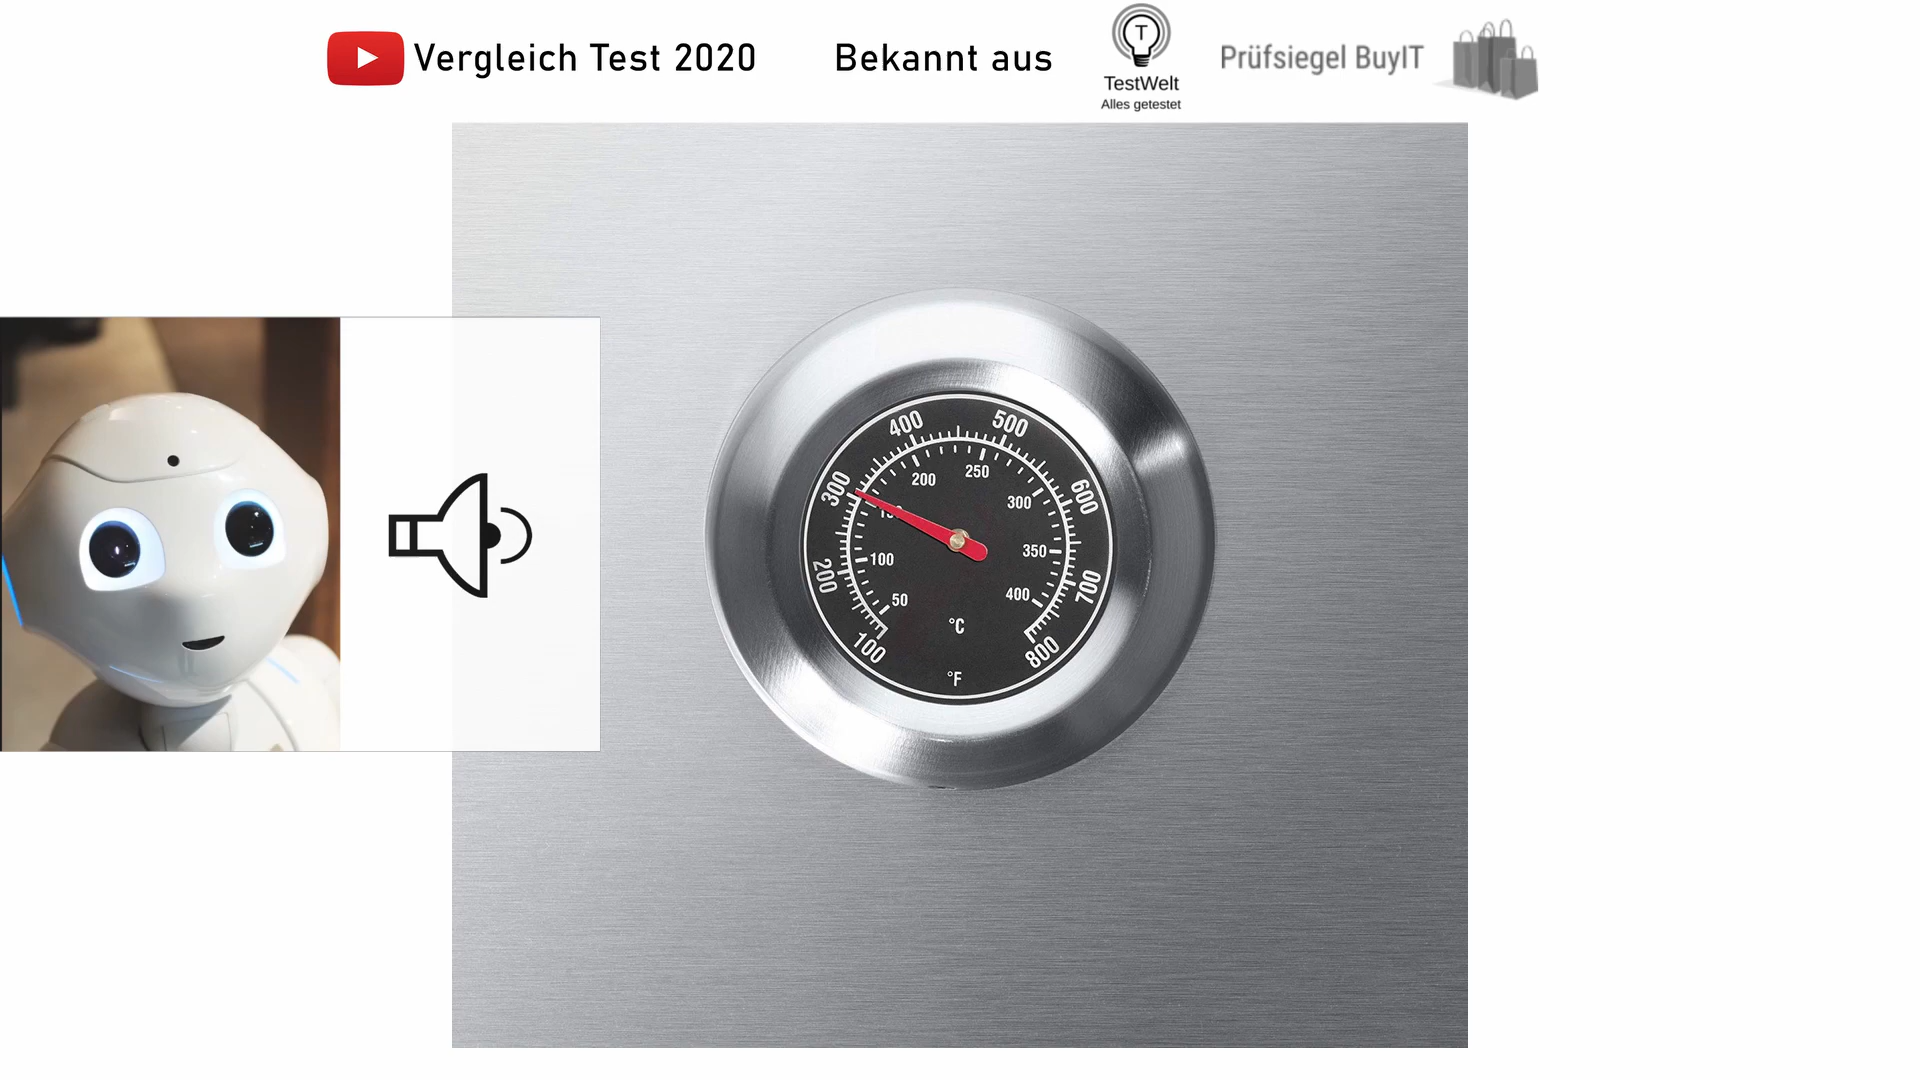 Vergleich Test 2020
Bekannt aus
T
TestWelt
Alles getestet
Prüfsiegel BuyIT
100
200
300
400
500
600
700
800
50
100
200
250
300
350
400
°C
°F